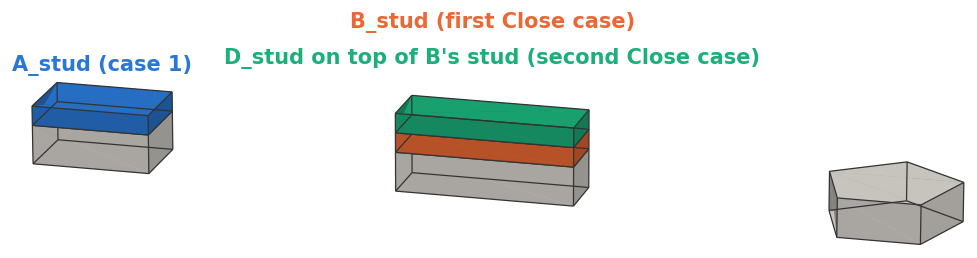 B_stud (first Close case)
D_stud on top of B's stud (second Close case)
A_stud (case 1)